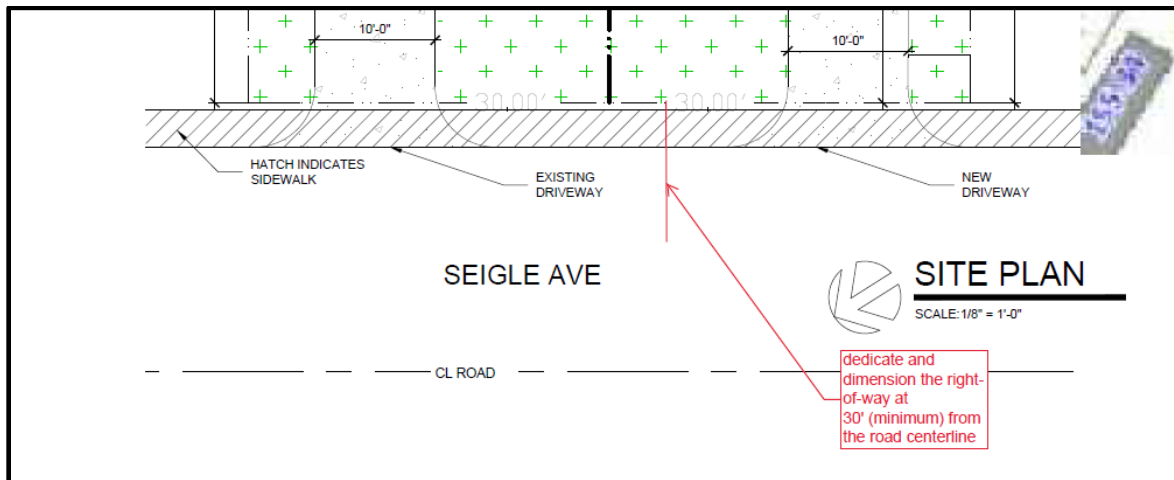 10'-0"
10'-0"
30.00'
30.00'
HATCH INDICATES
SIDEWALK
EXISTING
DRIVEWAY
NEW
DRIVEWAY
SEIGLE AVE
SITE PLAN
SCALE:1/8" = 1'-0"
CL ROAD
dedicate and
dimension the right-
of-way at
30' (minimum) from
the road centerline